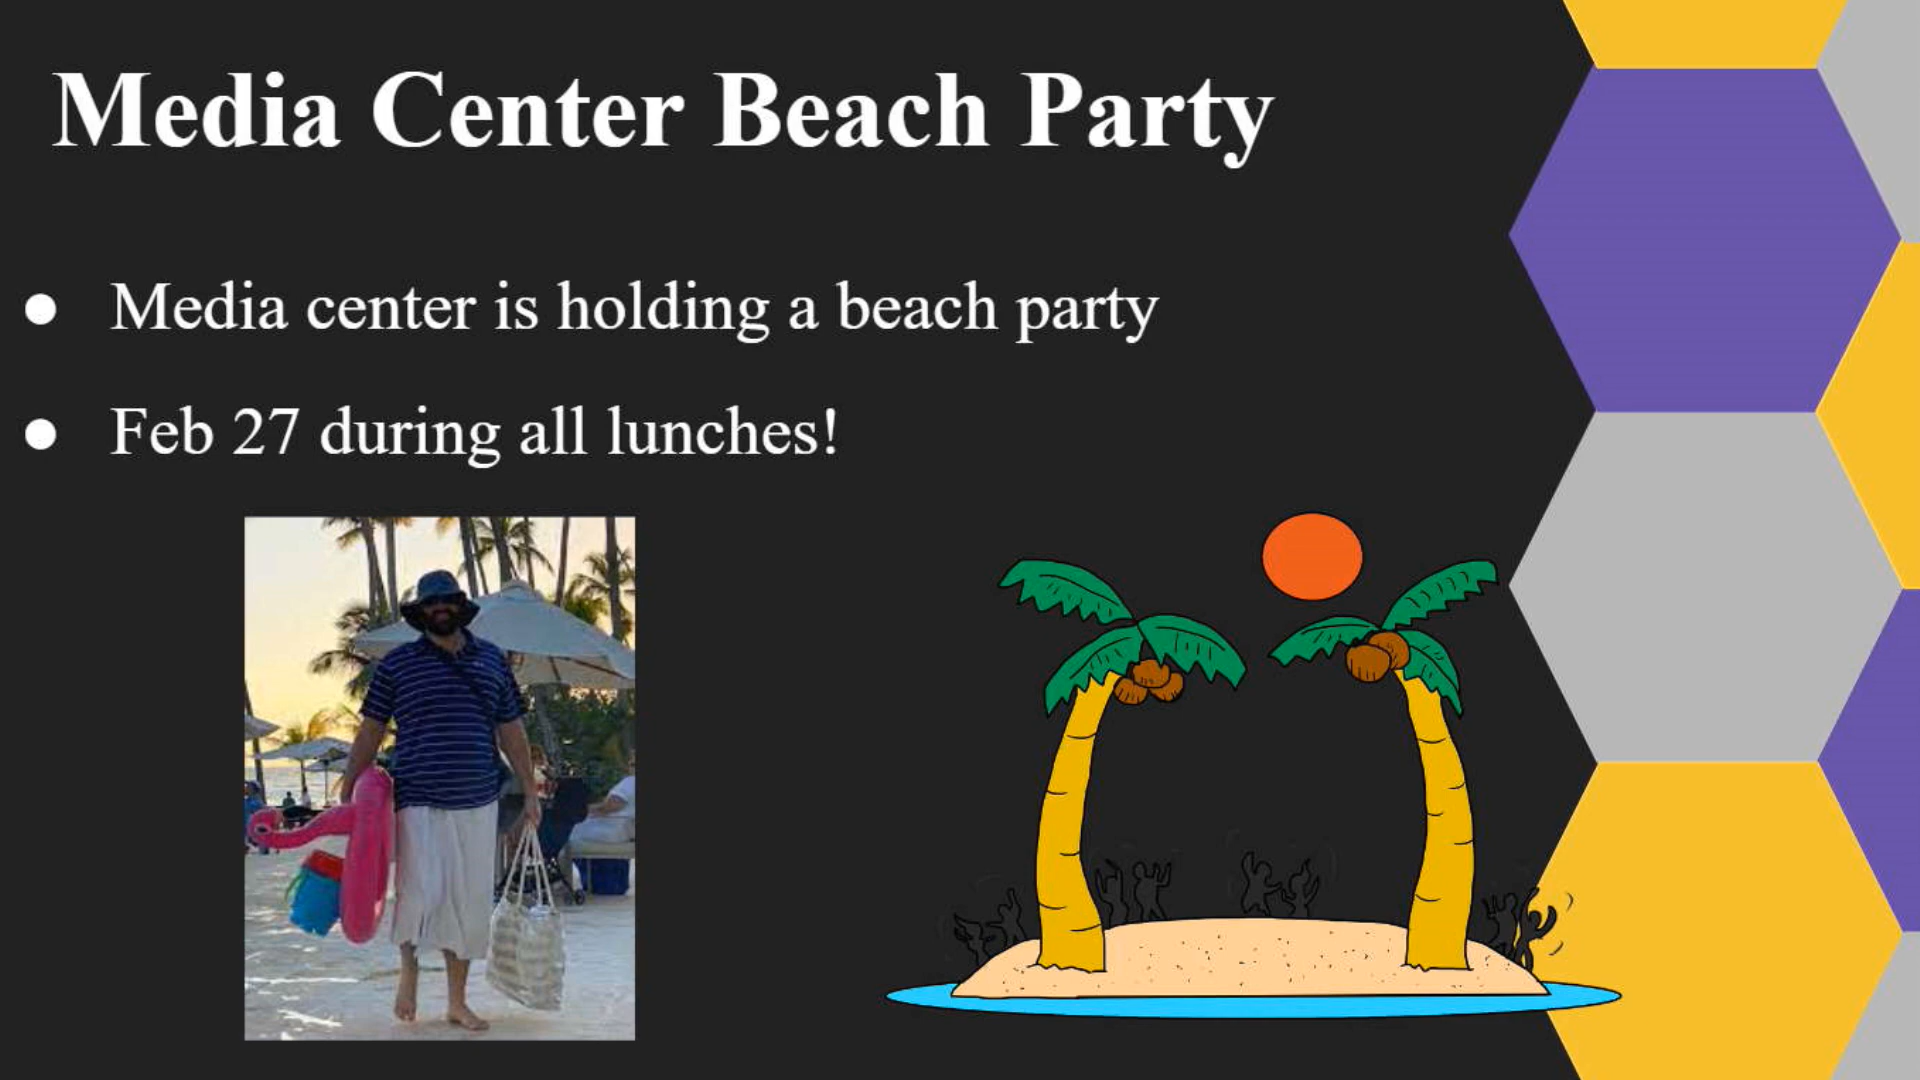 Media Center Beach Party
● Media center is holding a beach party
● Feb 27 during all lunches!